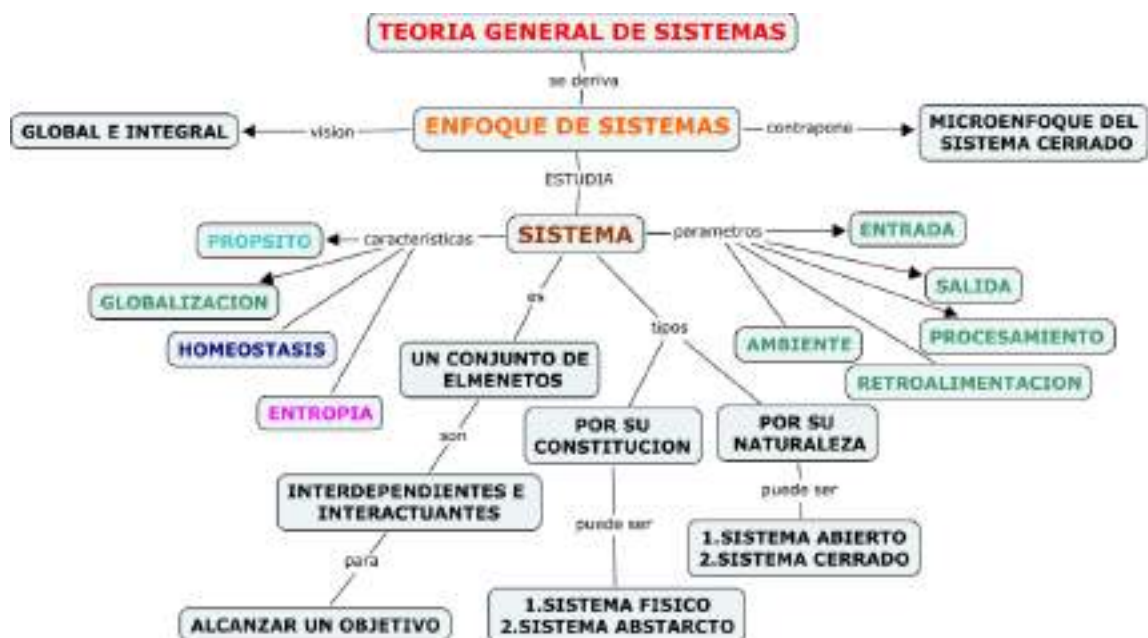 TEORIA GENERAL DE SISTEMAS
se deriva
GLOBAL E INTEGRAL
vision
ENFOQUE DE SISTEMAS
contrapone
MICROENFOQUE DEL
SISTEMA CERRADO
ESTUDIA
PROPSITO
características
SISTEMA
parametros
ENTRADA
GLOBALIZACION
SALIDA
HOMEOSTASIS
es
tipos
AMBIENTE
PROCESAMIENTO
UN CONJUNTO DE
ELMENETOS
RETROALIMENTACION
ENTROPIA
son
POR SU
CONSTITUCION
POR SU
NATURALEZA
INTERDEPENDIENTES E
INTERACTUANTES
puede ser
puede ser
1.SISTEMA ABIERTO
2.SISTEMA CERRADO
para
ALCANZAR UN OBJETIVO
1.SISTEMA FISICO
2.SISTEMA ABSTARCTO